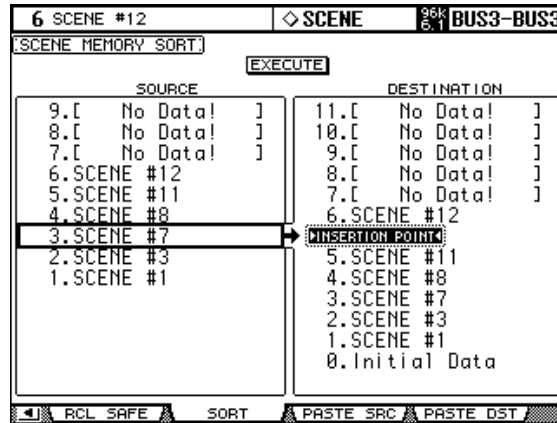 6 SCENE #12 ◇SCENE 96k 6.1 BUS3-BUS3
SCENE MEMORY SORT
EXECUTE
SOURCE
9.[ No Data! ]
8.[ No Data! ]
7.[ No Data! ]
6.SCENE #12
5.SCENE #11
4.SCENE #8
3.SCENE #7
2.SCENE #3
1.SCENE #1
DESTINATION
11.[ No Data! ]
10.[ No Data! ]
9.[ No Data! ]
8.[ No Data! ]
7.[ No Data! ]
6.SCENE #12
INSERTION POINT
5.SCENE #11
4.SCENE #8
3.SCENE #7
2.SCENE #3
1.SCENE #1
0.Initial Data
RCL SAFE SORT PASTE SRC PASTE DST